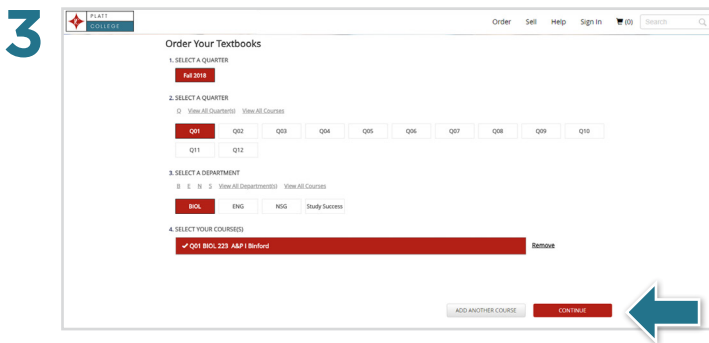 3
PLATT
COLLEGE
Order Sell Help Sign In (0) Search
Order Your Textbooks
1. SELECT A QUARTER
Fall 2018
2. SELECT A QUARTER
Q View All Quarter(s) View All Courses
Q01 Q02 Q03 Q04 Q05 Q06 Q07 Q08 Q09 Q10
Q11 Q12
3. SELECT A DEPARTMENT
B E N S View All Department(s) View All Courses
BIOL ENG NSG Study Success
4. SELECT YOUR COURSE(S)
✔ Q01 BIOL 223 A&P I Binford Remove
ADD ANOTHER COURSE CONTINUE